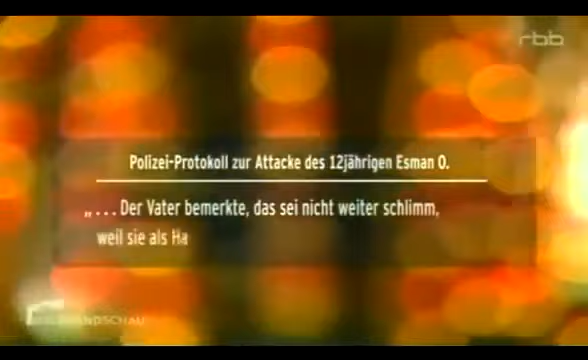 rbb
Polizei-Protokoll zur Attacke des 12jährigen Esman O.
„...Der Vater bemerkte, das sei nicht weiter schlimm,
weil sie als Ha